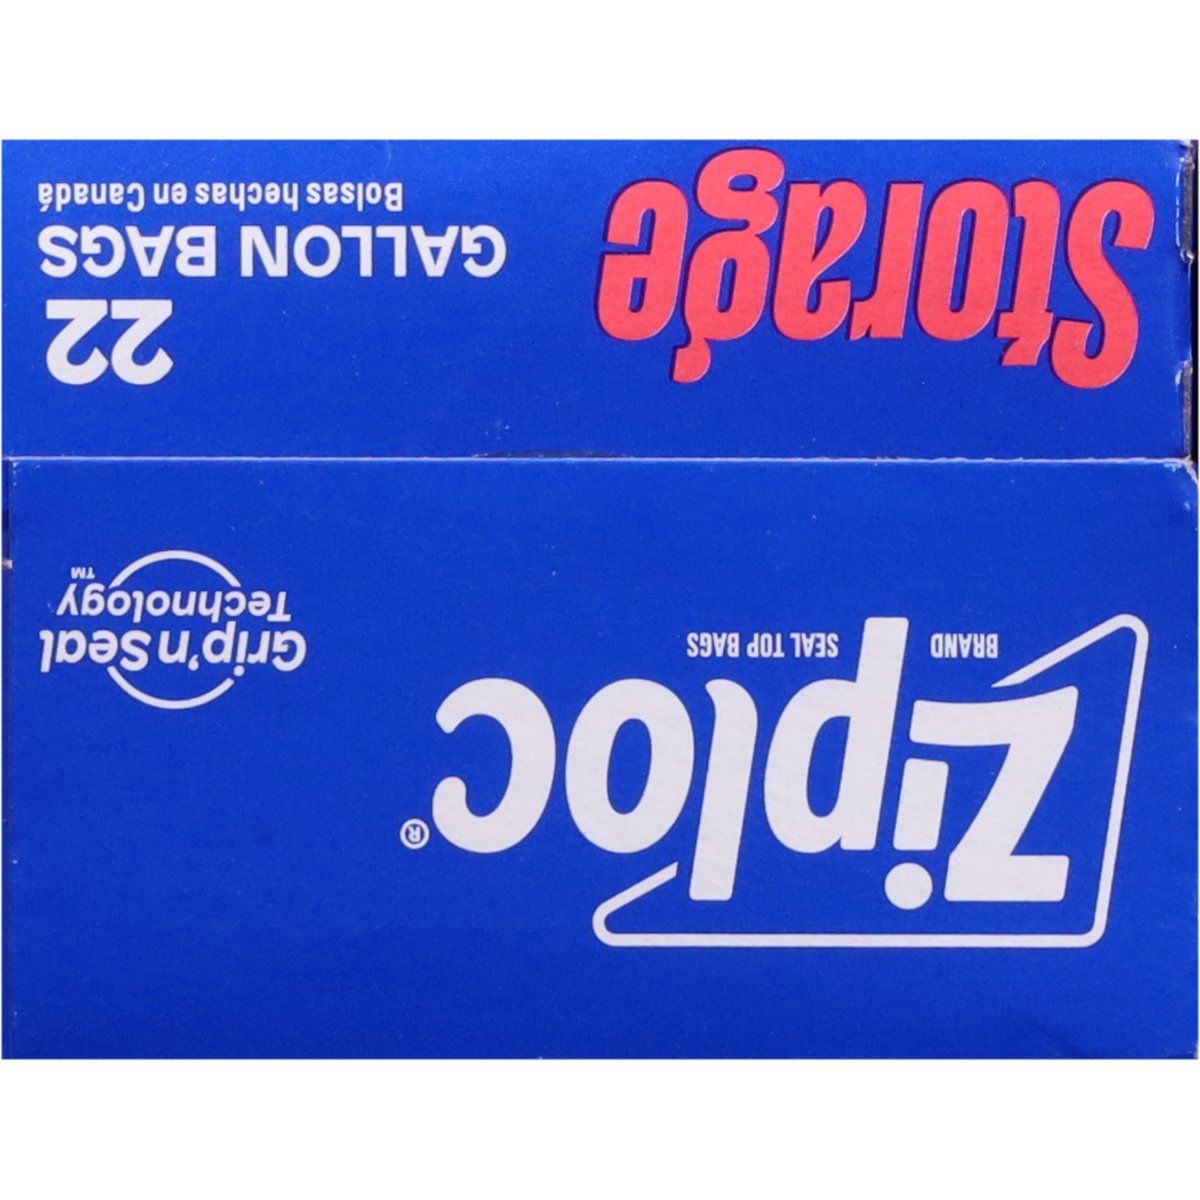 Ziploc®
BRAND SEAL TOP BAGS
Grip'n Seal
Technology™
Storage
22
GALLON BAGS
Bolsas hechas en Canadá